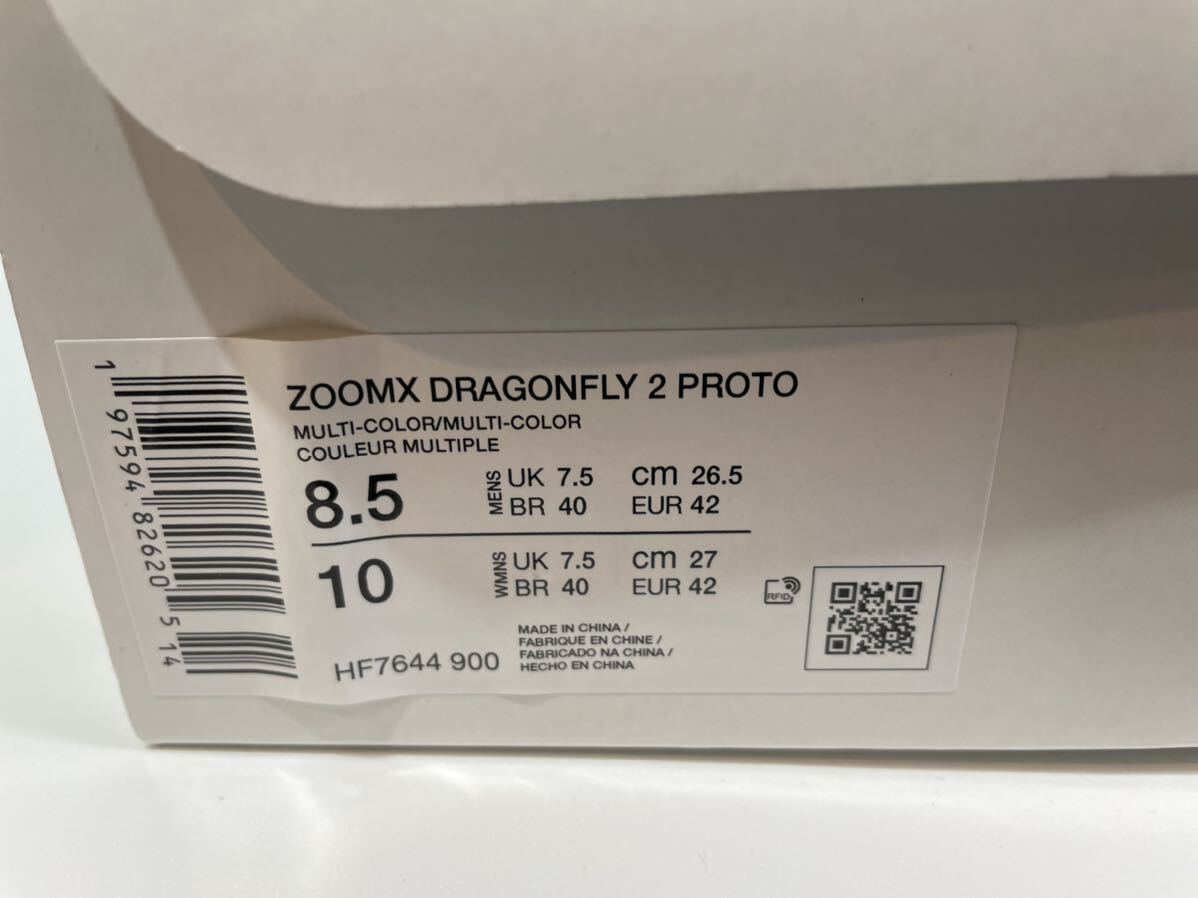 ZOOMX DRAGONFLY 2 PROTO
MULTI-COLOR/MULTI-COLOR
COULEUR MULTIPLE
8.5 MENS UK 7.5 cm 26.5
BR 40 EUR 42
10 WMNS UK 7.5 cm 27
BR 40 EUR 42
RFID
MADE IN CHINA /
FABRIQUE EN CHINE /
FABRICADO NA CHINA /
HECHO EN CHINA
HF7644 900
1 97594 82620 5 14